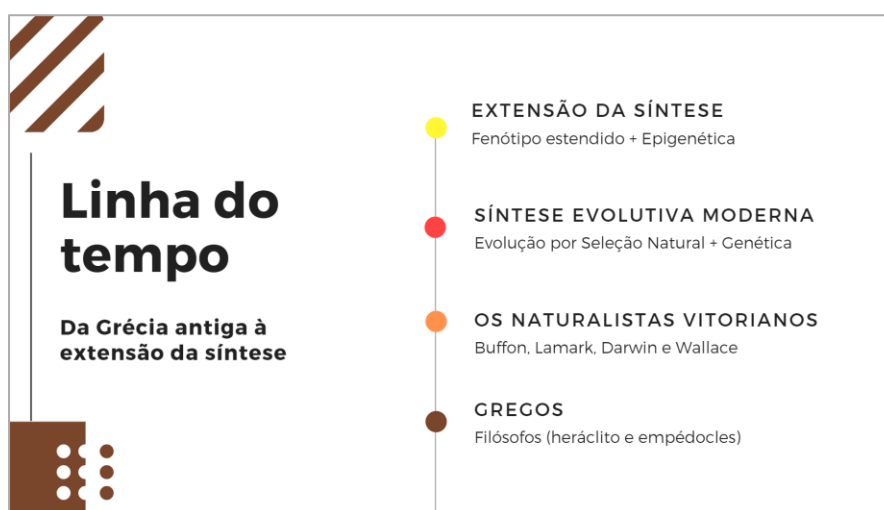 Linha do
tempo
Da Grécia antiga à
extensão da síntese
EXTENSÃO DA SÍNTESE
Fenótipo estendido + Epigenética
SÍNTESE EVOLUTIVA MODERNA
Evolução por Seleção Natural + Genética
OS NATURALISTAS VITORIANOS
Buffon, Lamark, Darwin e Wallace
GREGOS
Filósofos (heráclito e empédocles)